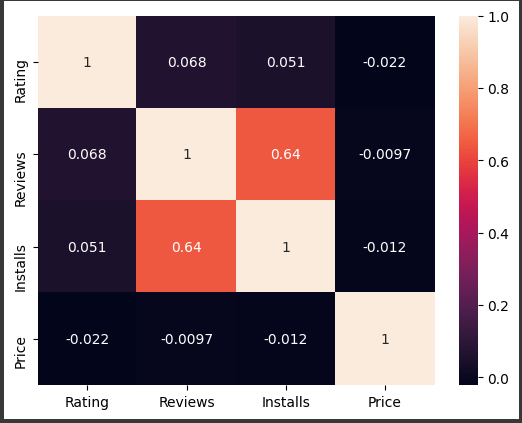 1.0
Rating 1 0.068 0.051 -0.022
0.8
Reviews 0.068 1 0.64 -0.0097
0.6
0.4
Installs 0.051 0.64 1 -0.012
0.2
Price -0.022 -0.0097 -0.012 1
0.0
Rating Reviews Installs Price